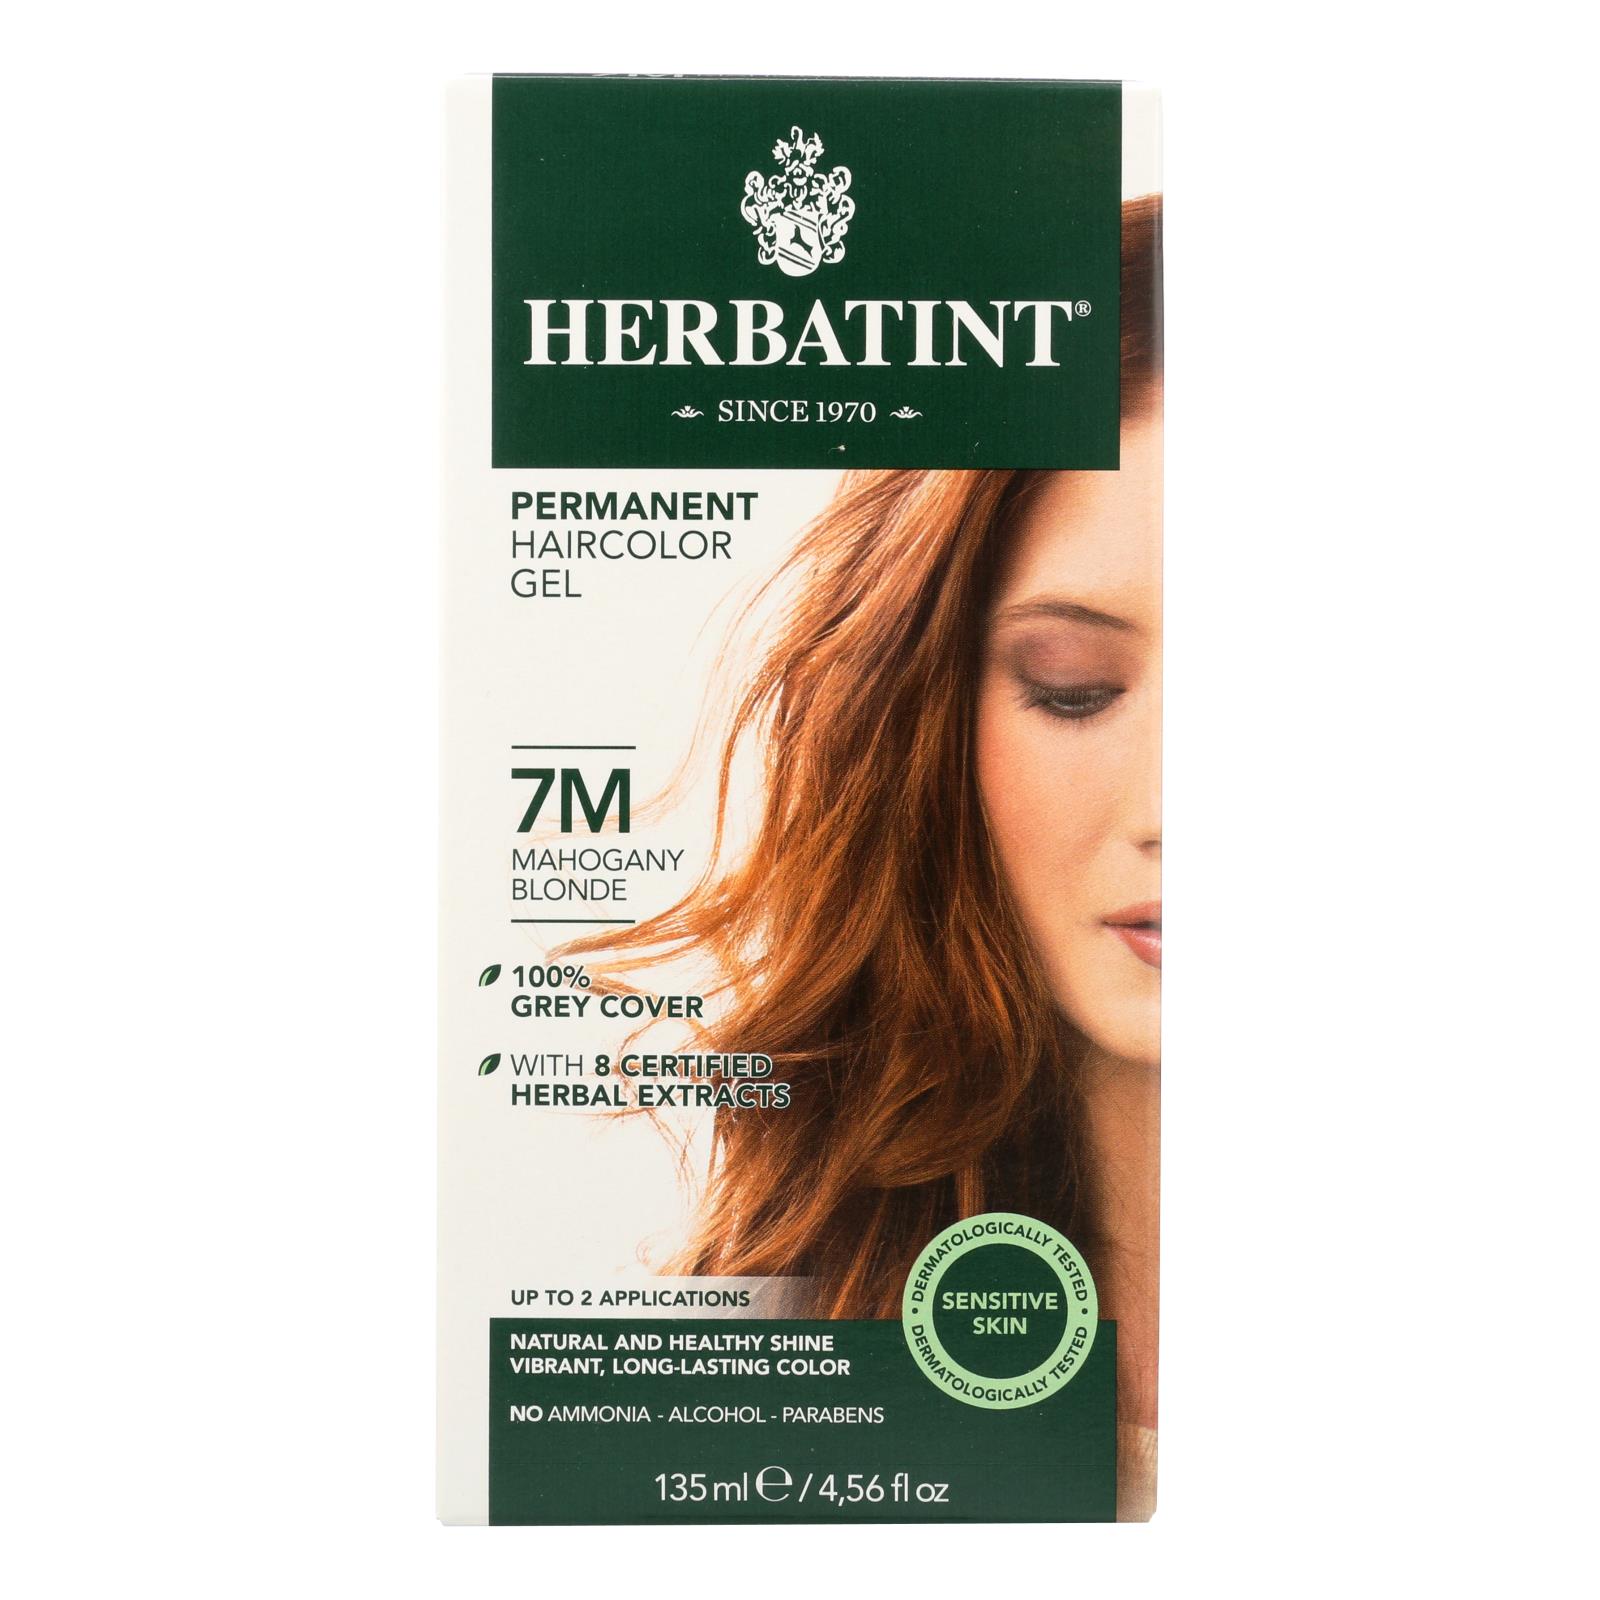 HERBATINT®
SINCE 1970
PERMANENT
HAIRCOLOR
GEL
7M
MAHOGANY
BLONDE
100%
GREY COVER
WITH 8 CERTIFIED
HERBAL EXTRACTS
UP TO 2 APPLICATIONS
NATURAL AND HEALTHY SHINE
VIBRANT, LONG-LASTING COLOR
NO AMMONIA - ALCOHOL - PARABENS
135 ml ℮ / 4,56 fl oz
• DERMATOLOGICALLY TESTED •
SENSITIVE
SKIN
DERMATOLOGICALLY TESTED